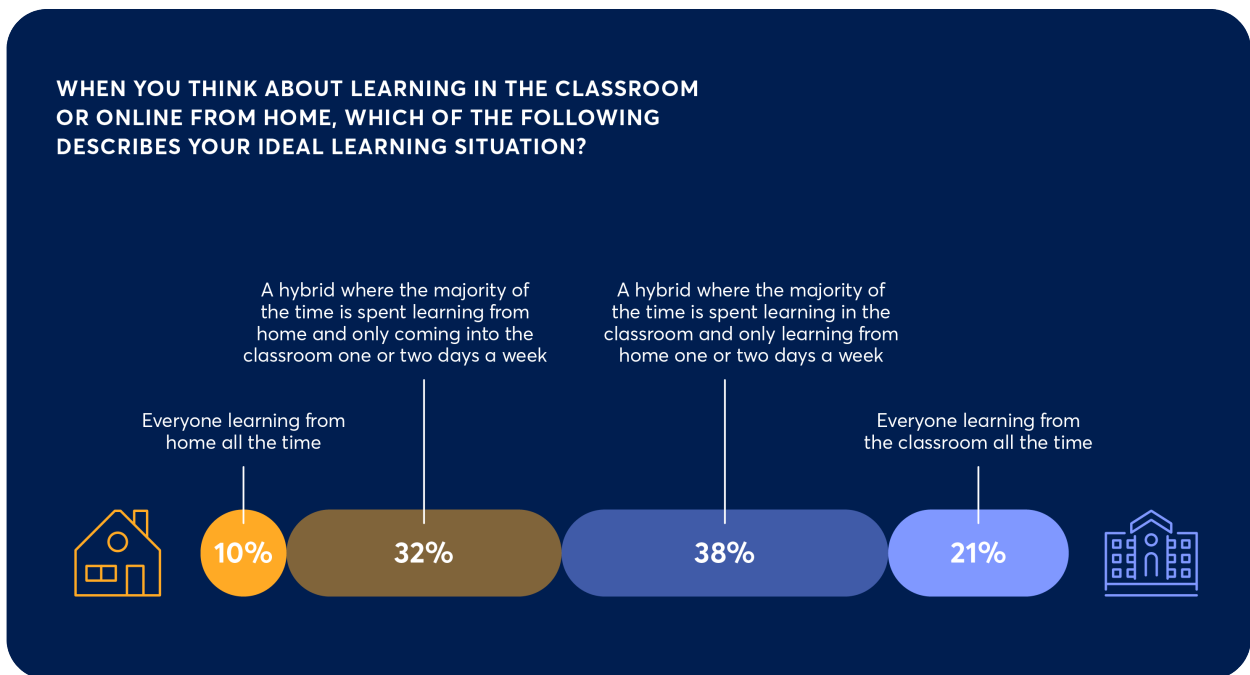 WHEN YOU THINK ABOUT LEARNING IN THE CLASSROOM
OR ONLINE FROM HOME, WHICH OF THE FOLLOWING
DESCRIBES YOUR IDEAL LEARNING SITUATION?
A hybrid where the majority of
the time is spent learning from
home and only coming into the
classroom one or two days a week
A hybrid where the majority of
the time is spent learning in the
classroom and only learning from
home one or two days a week
Everyone learning from
home all the time
Everyone learning from
the classroom all the time
10%
32%
38%
21%